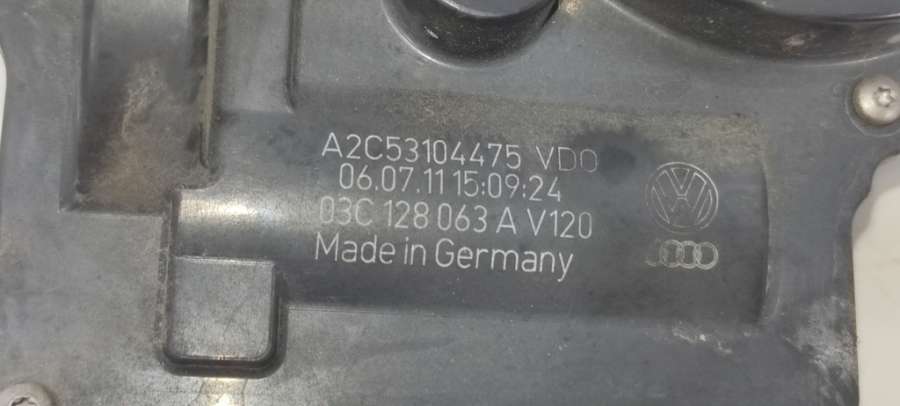 A2C53104475 VDO
06.07.11 15:09:24
03C 128 063 A V120
Made in Germany